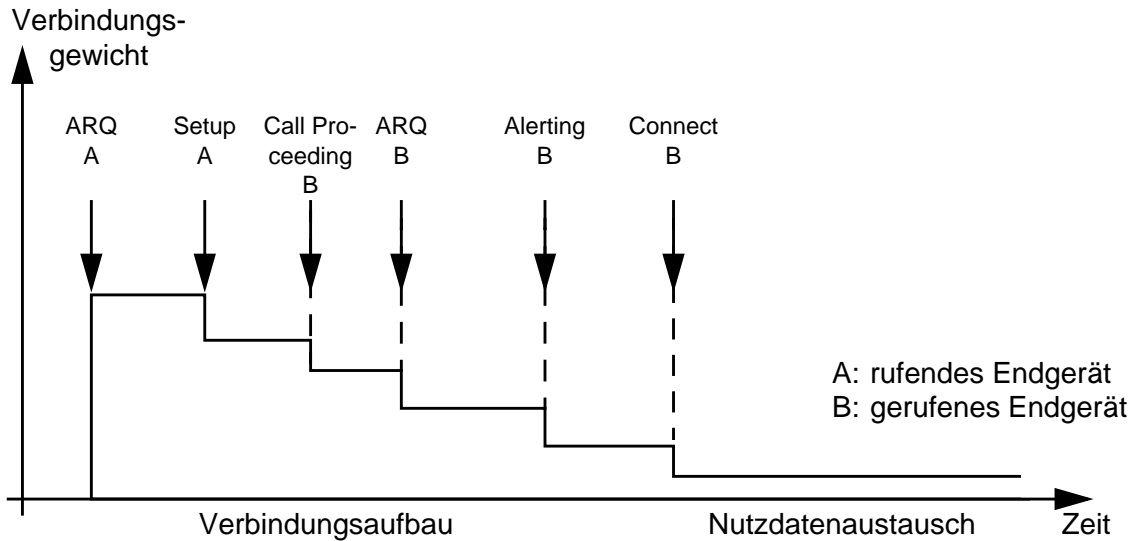 Verbindungs-
gewicht
ARQ
A
Setup
A
Call Pro-
ceeding
B
ARQ
B
Alerting
B
Connect
B
A: rufendes Endgerät
B: gerufenes Endgerät
Verbindungsaufbau
Nutzdatenaustausch
Zeit